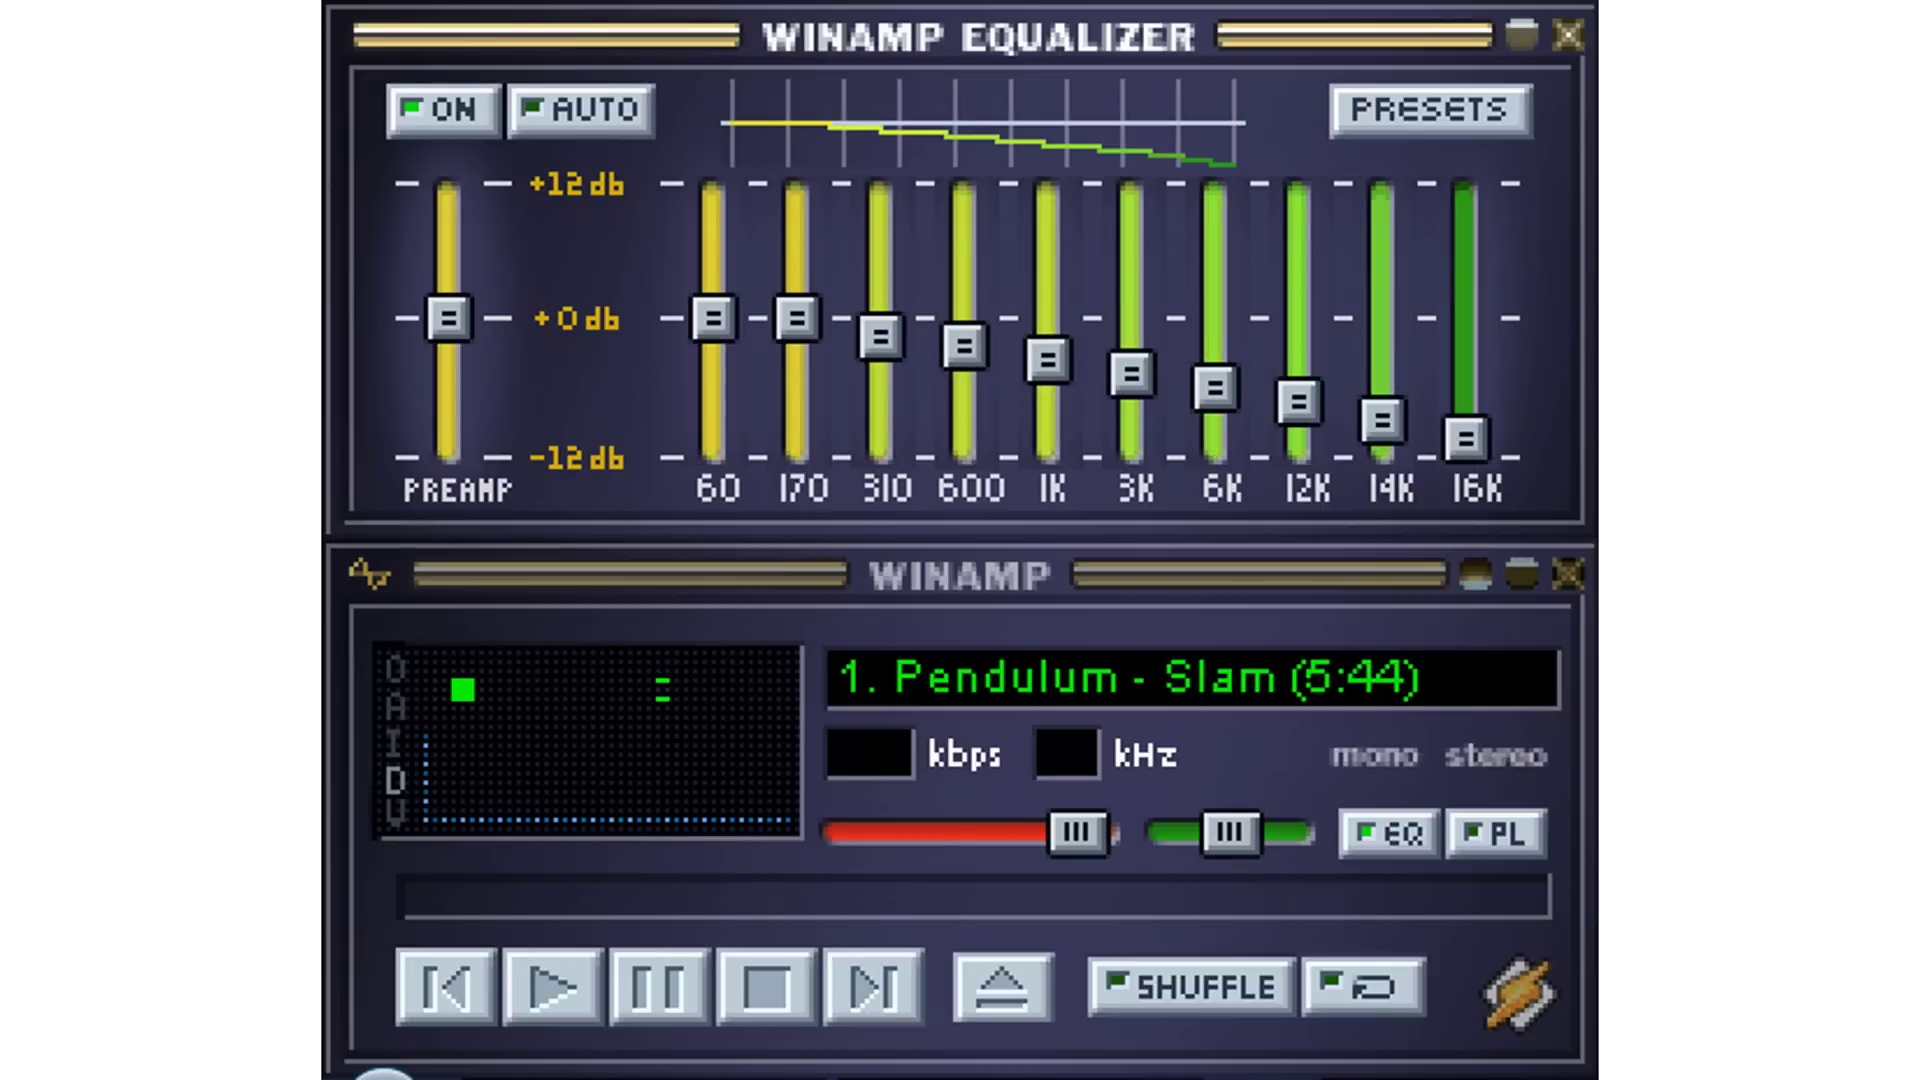 WINAMP EQUALIZER
ON AUTO PRESETS
+12 db
+0 db
-12 db
PREAMP 60 170 310 600 1K 3K 6K 12K 14K 16K
WINAMP
O
A
I
D
V
1. Pendulum - Slam (5:44)
kbps kHz mono stereo
EQ PL
SHUFFLE